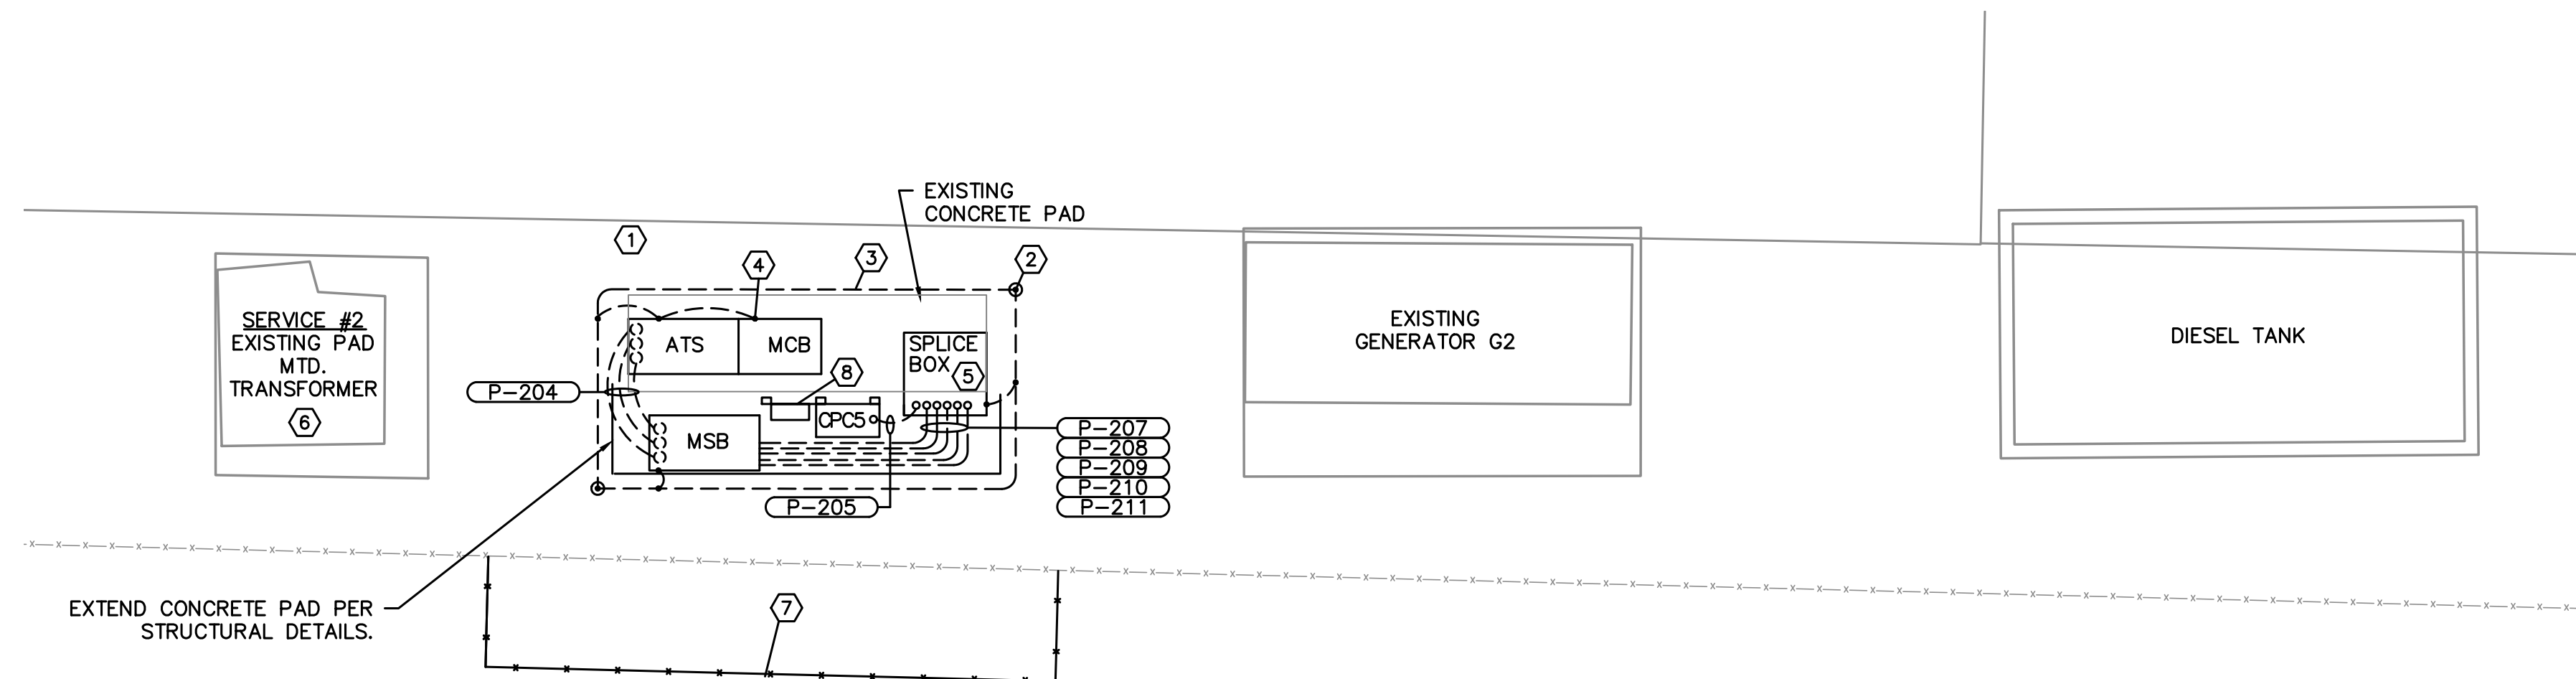 EXISTING
CONCRETE PAD
1
4
3
2
SERVICE #2
EXISTING PAD
MTD.
TRANSFORMER
6
ATS
MCB
SPLICE
BOX
5
8
P-204
CPC5
MSB
P-207
P-208
P-209
P-210
P-211
P-205
EXISTING
GENERATOR G2
DIESEL TANK
EXTEND CONCRETE PAD PER
STRUCTURAL DETAILS.
7